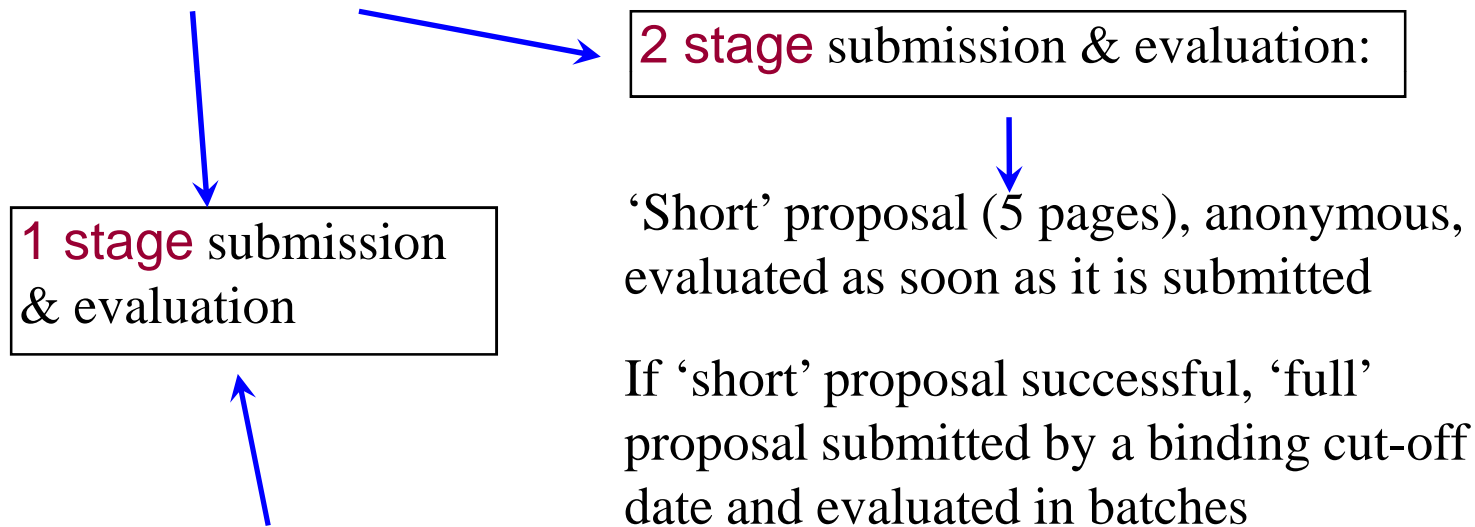 2 stage submission & evaluation:
1 stage submission
& evaluation
‘Short’ proposal (5 pages), anonymous,
evaluated as soon as it is submitted
If ‘short’ proposal successful, ‘full’
proposal submitted by a binding cut-off
date and evaluated in batches